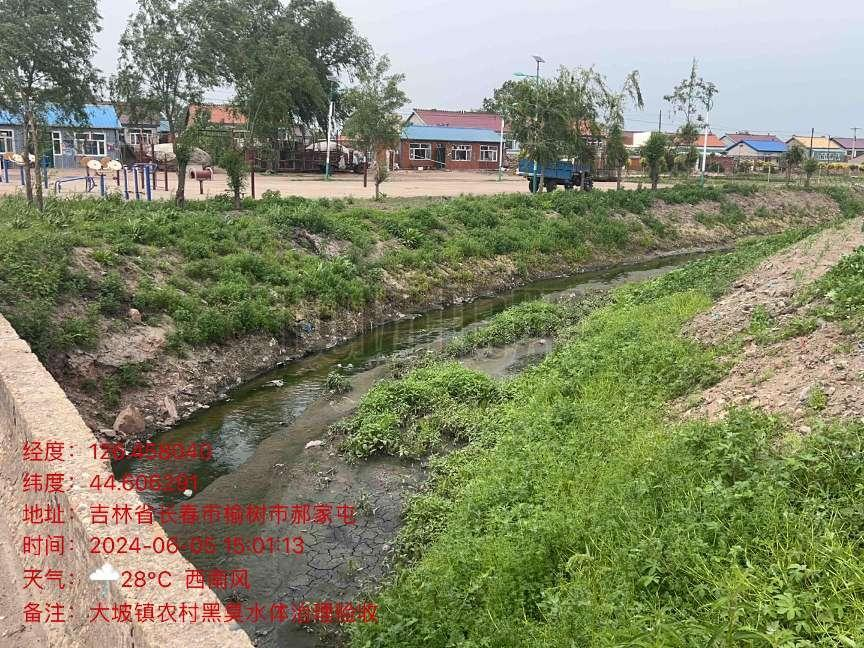 经度：126.458040
纬度：44.606291
地址：吉林省长春市榆树市郝家屯
时间：2024-06-05 15:01:13
天气：🌧28°C 西南风
备注：大坡镇农村黑臭水体治理验收